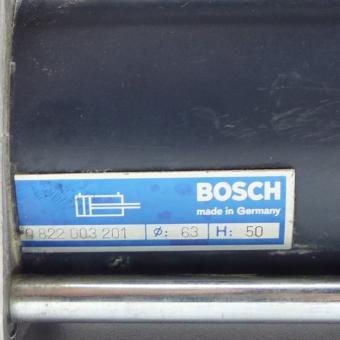 BOSCH
made in Germany
0 822 003 201 ø: 63 H: 50